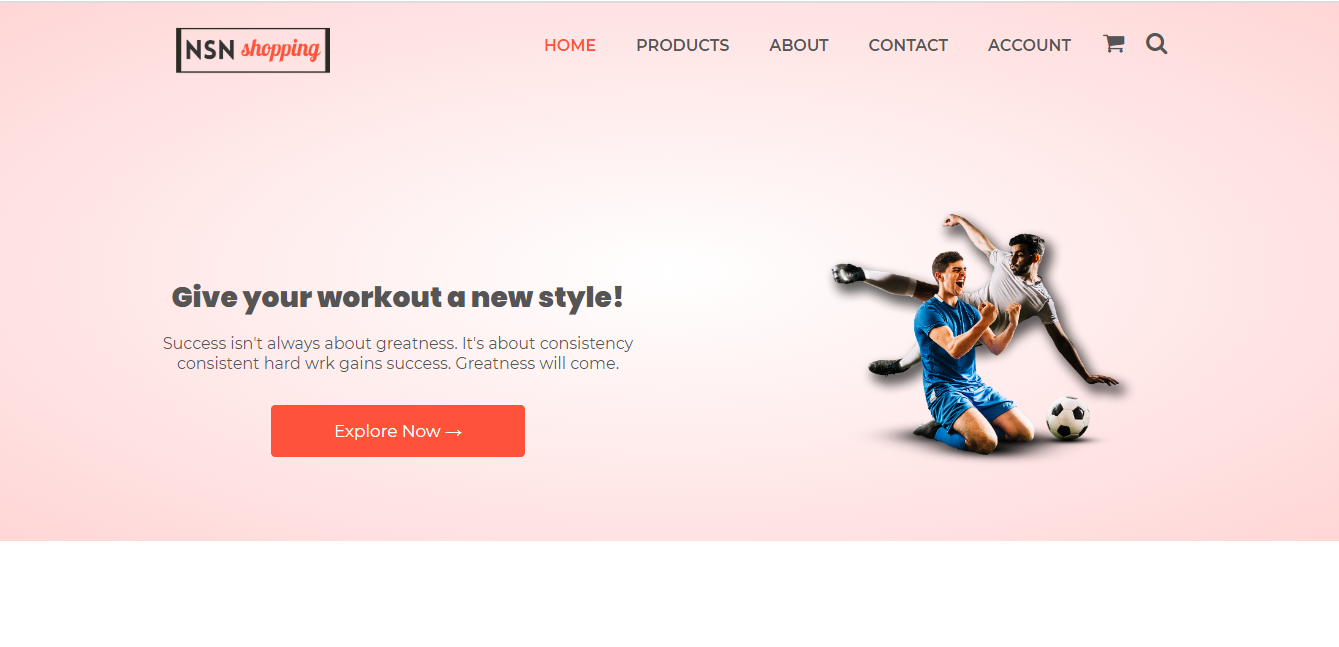 NSN shopping
HOME PRODUCTS ABOUT CONTACT ACCOUNT
Give your workout a new style!
Success isn't always about greatness. It's about consistency
consistent hard wrk gains success. Greatness will come.
Explore Now →